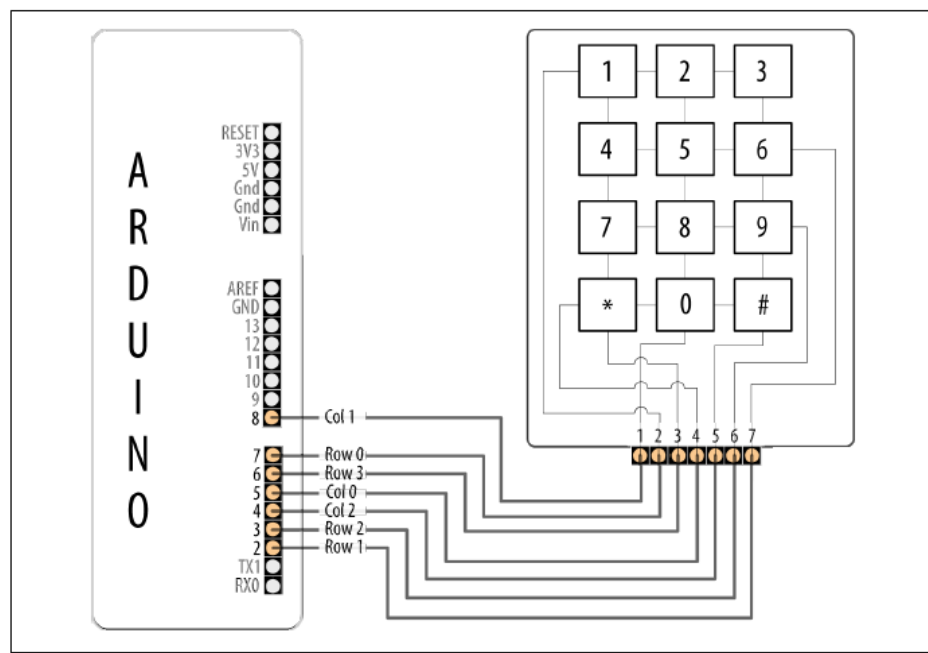 ARDUINO
RESET
3V3
5V
Gnd
Gnd
Vin
AREF
GND
13
12
11
10
9
8 Col 1
7 Row 0
6 Row 3
5 Col 0
4 Col 2
3 Row 2
2 Row 1
TX1
RX0
1 2 3
4 5 6
7 8 9
* 0 #
1 2 3 4 5 6 7